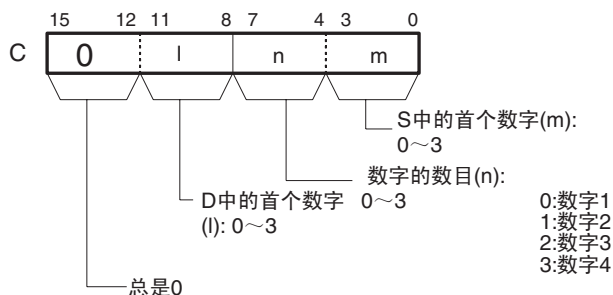 15 12 11 8 7 4 3 0
C 0 l n m
S中的首个数字(m):
0～3
数字的数目(n):
0～3
D中的首个数字
(l): 0～3
0:数字1
1:数字2
2:数字3
3:数字4
总是0